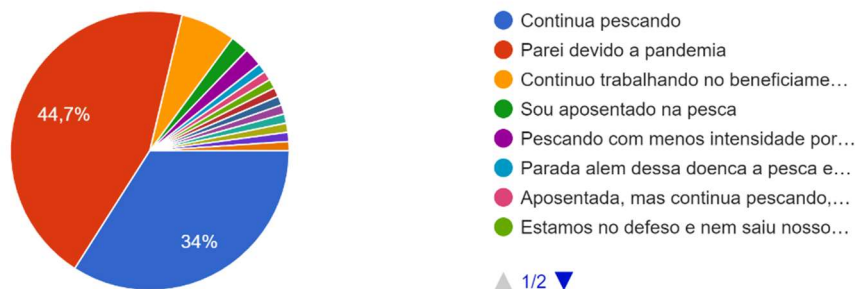 44,7%
34%
Continua pescando
Parei devido a pandemia
Continuo trabalhando no beneficiame…
Sou aposentado na pesca
Pescando com menos intensidade por…
Parada alem dessa doenca a pesca e…
Aposentada, mas continua pescando,…
Estamos no defeso e nem saiu nosso…
1/2